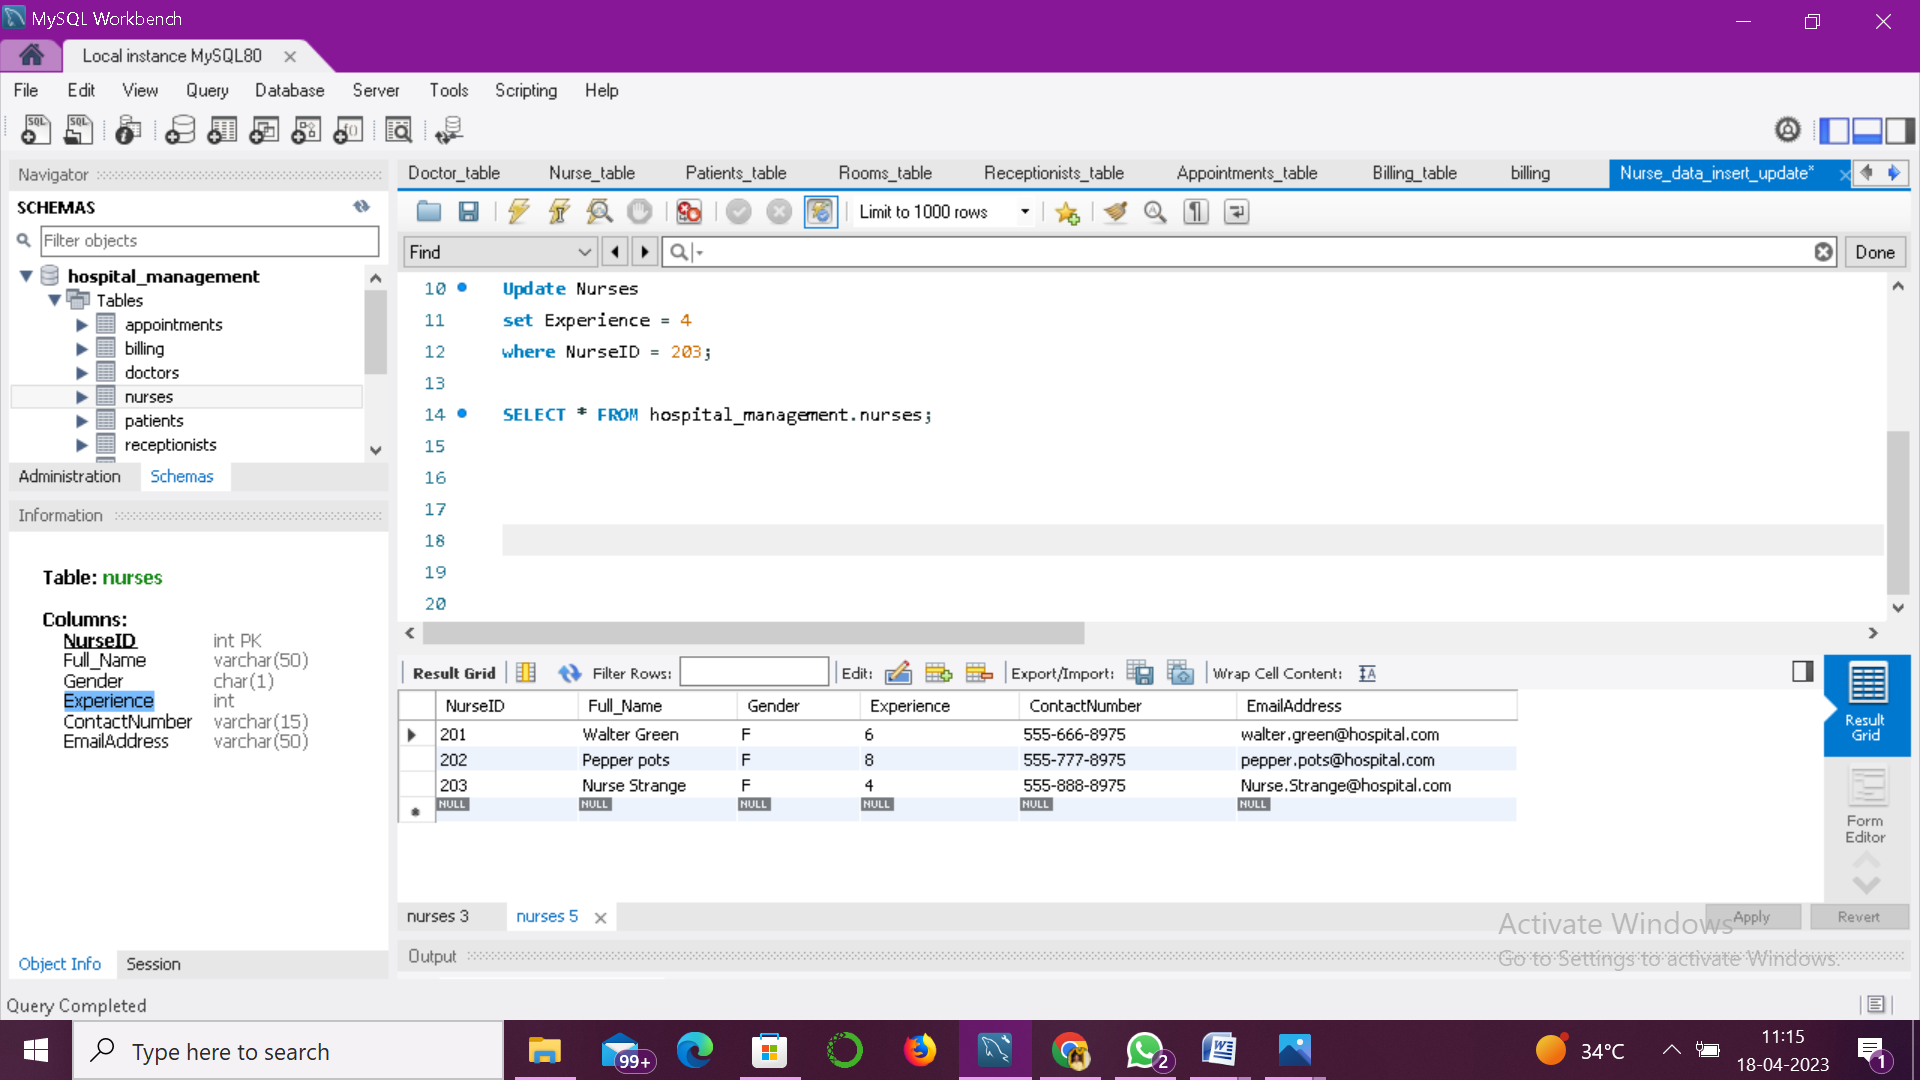 MySQL Workbench
Local instance MySQL80
File Edit View Query Database Server Tools Scripting Help
Navigator
SCHEMAS
Filter objects
hospital_management
Tables
appointments
billing
doctors
nurses
patients
receptionists
Administration Schemas
Information
Table: nurses
Columns:
NurseID int PK
Full_Name varchar(50)
Gender char(1)
Experience int
ContactNumber varchar(15)
EmailAddress varchar(50)
Object Info Session
Doctor_table Nurse_table Patients_table Rooms_table Receptionists_table Appointments_table Billing_table billing Nurse_data_insert_update*
Limit to 1000 rows
Find Done
10 Update Nurses
11 set Experience = 4
12 where NurseID = 203;
13
14 SELECT * FROM hospital_management.nurses;
15
16
17
18
19
20
Result Grid Filter Rows: Edit: Export/Import: Wrap Cell Content:
NurseID Full_Name Gender Experience ContactNumber EmailAddress
201 Walter Green F 6 555-666-8975 walter.green@hospital.com
202 Pepper pots F 8 555-777-8975 pepper.pots@hospital.com
203 Nurse Strange F 4 555-888-8975 Nurse.Strange@hospital.com
NULL NULL NULL NULL NULL NULL
Result
Grid
Form
Editor
nurses 3 nurses 5
Apply Revert
Activate Windows
Go to Settings to activate Windows.
Output
Query Completed
Type here to search
99+
2
34°C
11:15
18-04-2023
1